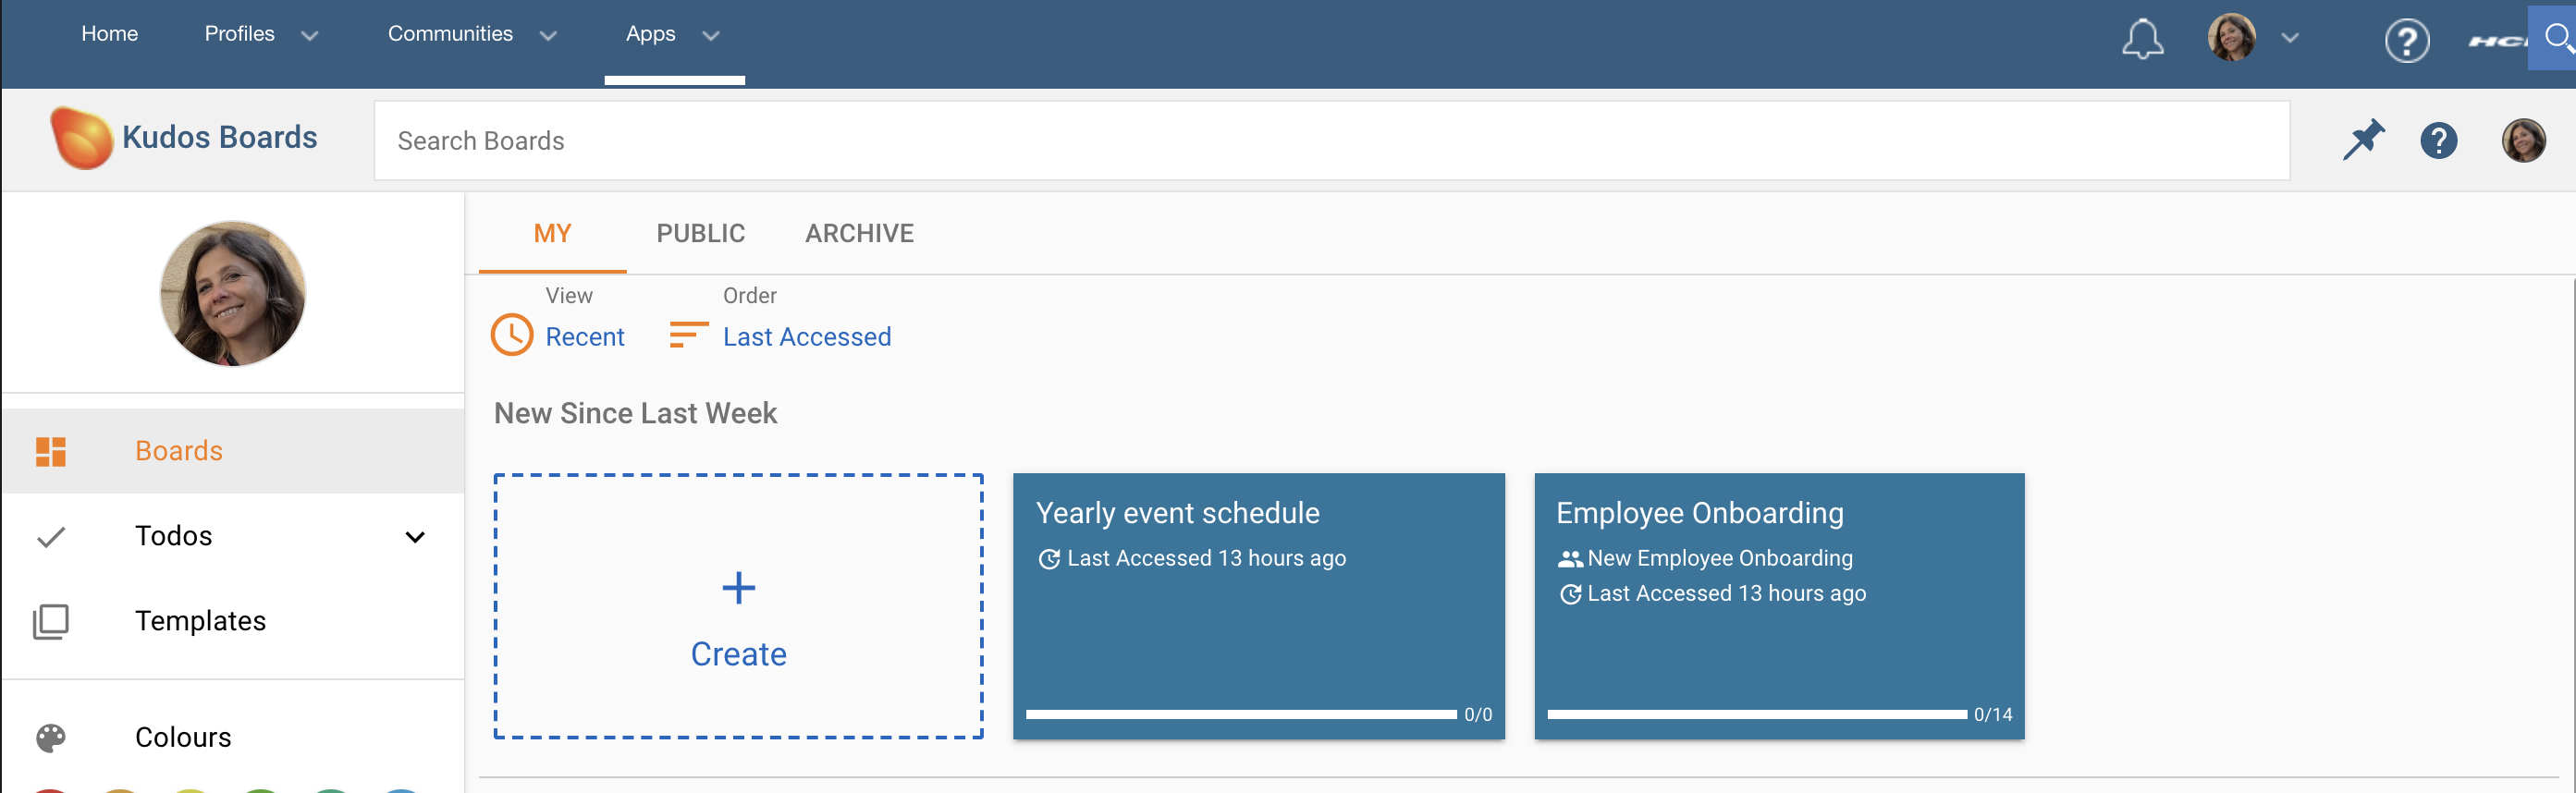 Home Profiles Communities Apps
Kudos Boards
Search Boards
MY PUBLIC ARCHIVE
View Order
Recent Last Accessed
New Since Last Week
Boards
Todos
Templates
Colours
+
Create
Yearly event schedule
Last Accessed 13 hours ago
0/0
Employee Onboarding
New Employee Onboarding
Last Accessed 13 hours ago
0/14